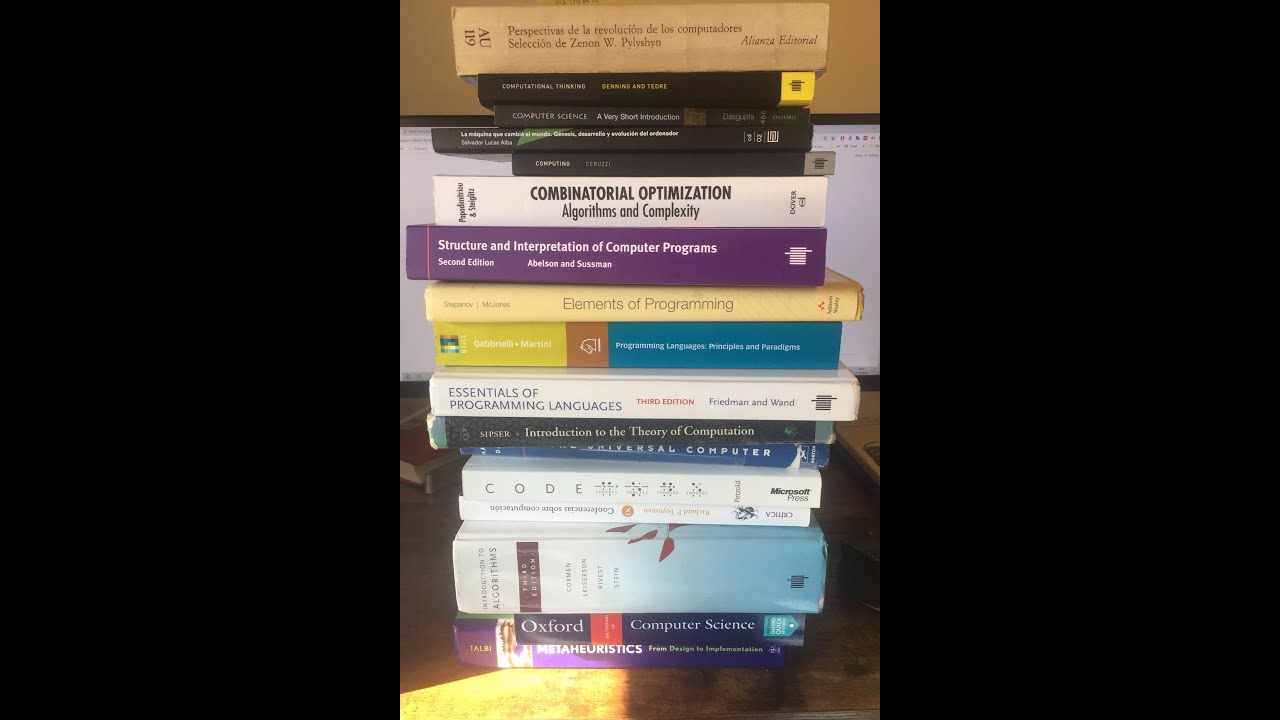 AU
119
Perspectivas de la revolución de los computadores
Selección de Zenon W. Pylyshyn
Alianza Editorial
COMPUTATIONAL THINKING DENNING AND TEDRE
COMPUTER SCIENCE A Very Short Introduction Dasgupta 466 OXFORD
La máquina que cambió el mundo. Génesis, desarrollo y evolución del ordenador
Salvador Lucas Alba
COMPUTING CERUZZI
Papadimitriou
& Steiglitz
COMBINATORIAL OPTIMIZATION
Algorithms and Complexity
DOVER
Structure and Interpretation of Computer Programs
Second Edition Abelson and Sussman
Stepanov | McJones Elements of Programming
Addison
Wesley
Gabbrielli • Martini Programming Languages: Principles and Paradigms
ESSENTIALS OF
PROGRAMMING LANGUAGES THIRD EDITION Friedman and Wand
SIPSER Introduction to the Theory of Computation
UNIVERSAL COMPUTER
CODE Petzold Microsoft
Press
Conferencias sobre computación Richard P. Feynman CRÍTICA
INTRODUCTION TO
ALGORITHMS
THIRD
EDITION
CORMEN
LEISERSON
RIVEST
STEIN
Oxford DICTIONARY OF Computer Science
TALBI METAHEURISTICS From Design to Implementation